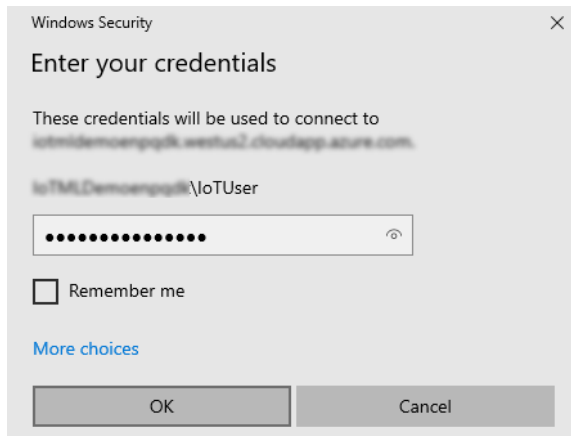 Windows Security
Enter your credentials
These credentials will be used to connect to
\IoTUser
●●●●●●●●●●●●●●●
Remember me
More choices
OK
Cancel